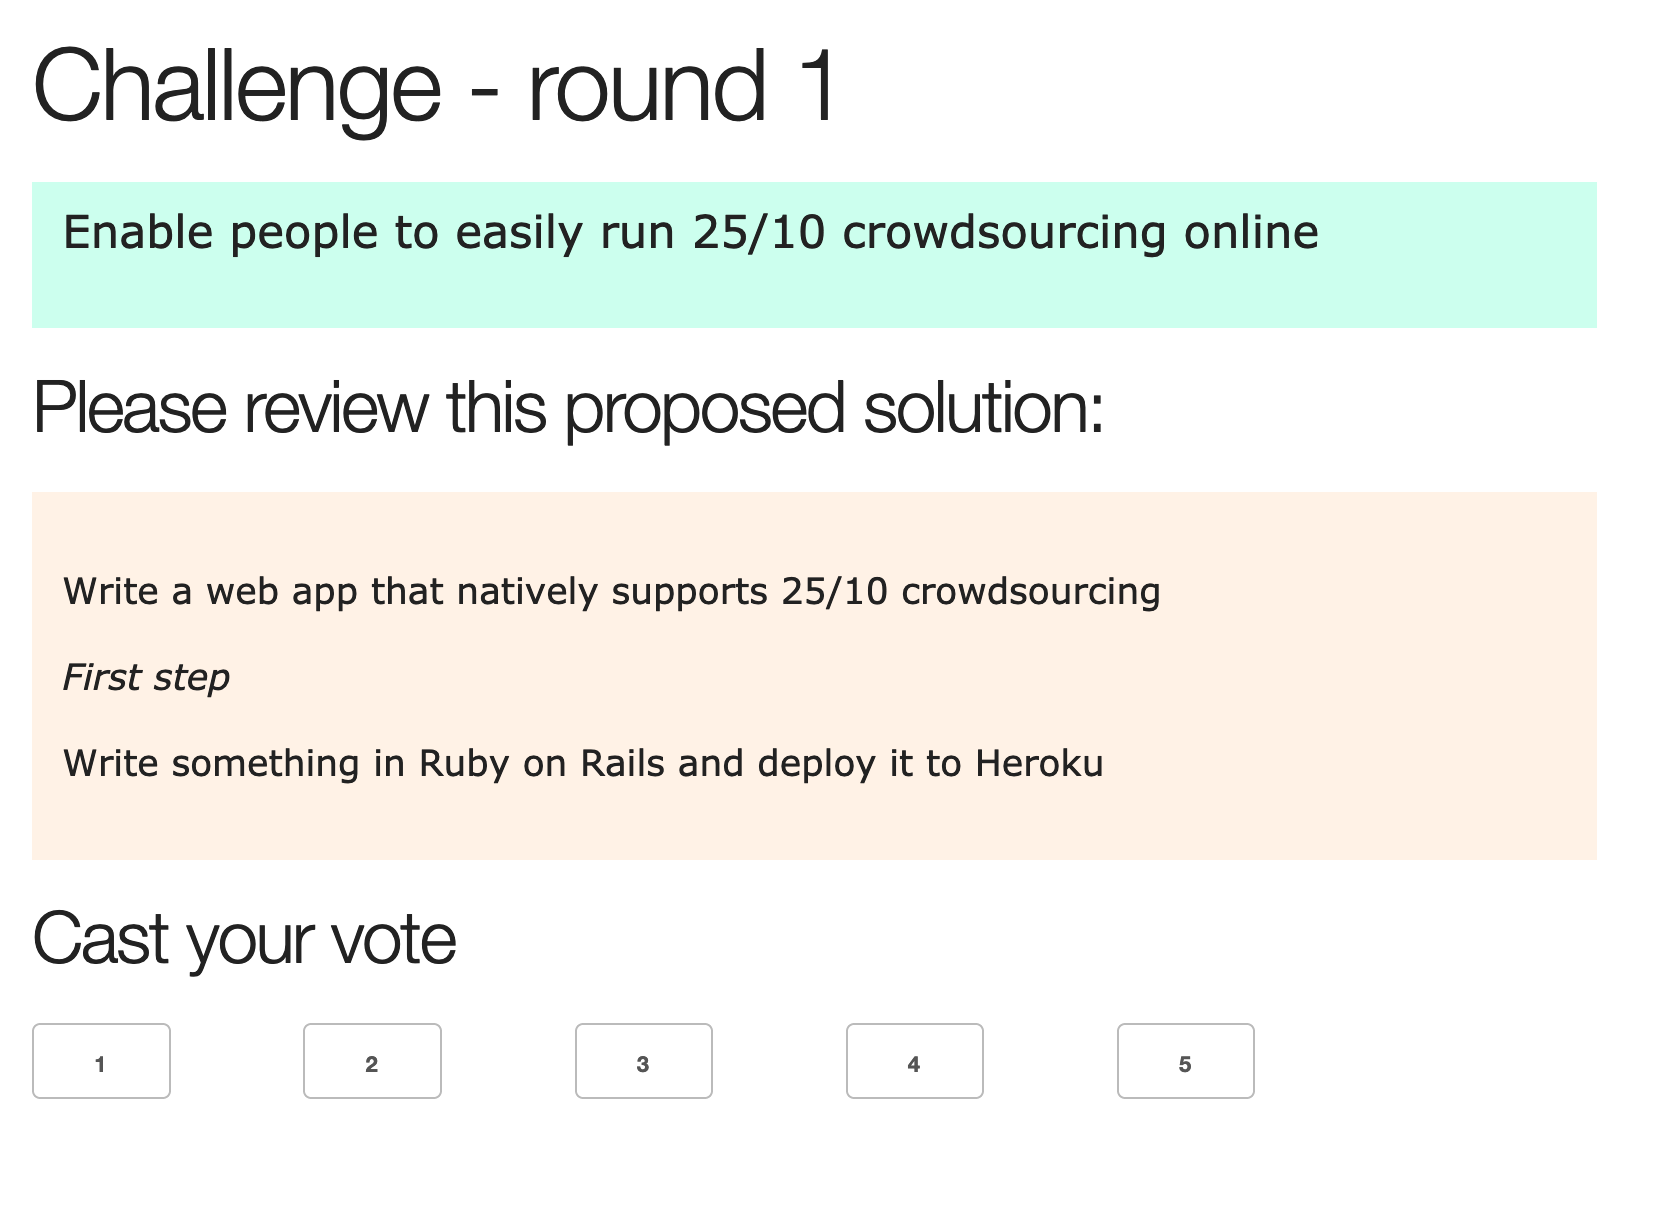 Challenge - round 1
Enable people to easily run 25/10 crowdsourcing online
Please review this proposed solution:
Write a web app that natively supports 25/10 crowdsourcing
First step
Write something in Ruby on Rails and deploy it to Heroku
Cast your vote
1 2 3 4 5